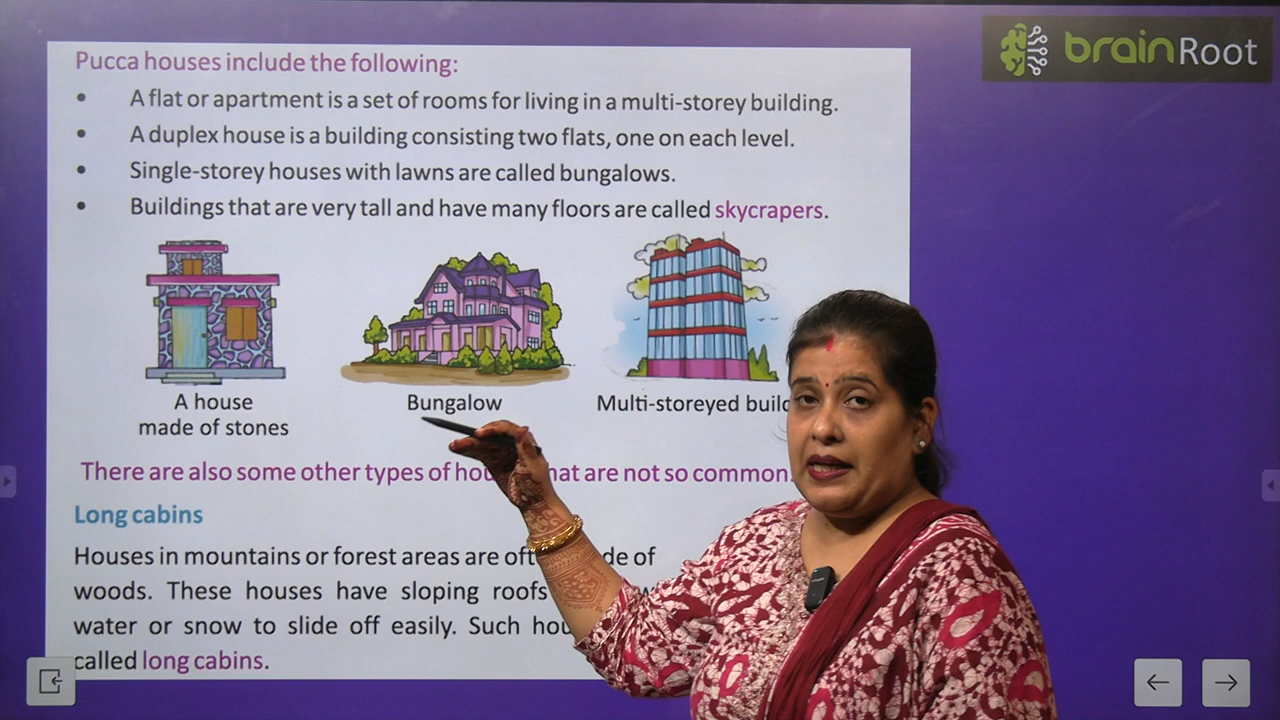 brainRoot
Pucca houses include the following:
• A flat or apartment is a set of rooms for living in a multi-storey building.
• A duplex house is a building consisting two flats, one on each level.
• Single-storey houses with lawns are called bungalows.
• Buildings that are very tall and have many floors are called skycrapers.
A house
made of stones
Bungalow
Multi-storeyed
There are also some other types of that are not so common.
Long cabins
Houses in mountains or forest areas are of
woods. These houses have sloping roofs
water or snow to slide off easily. Such
called long cabins.